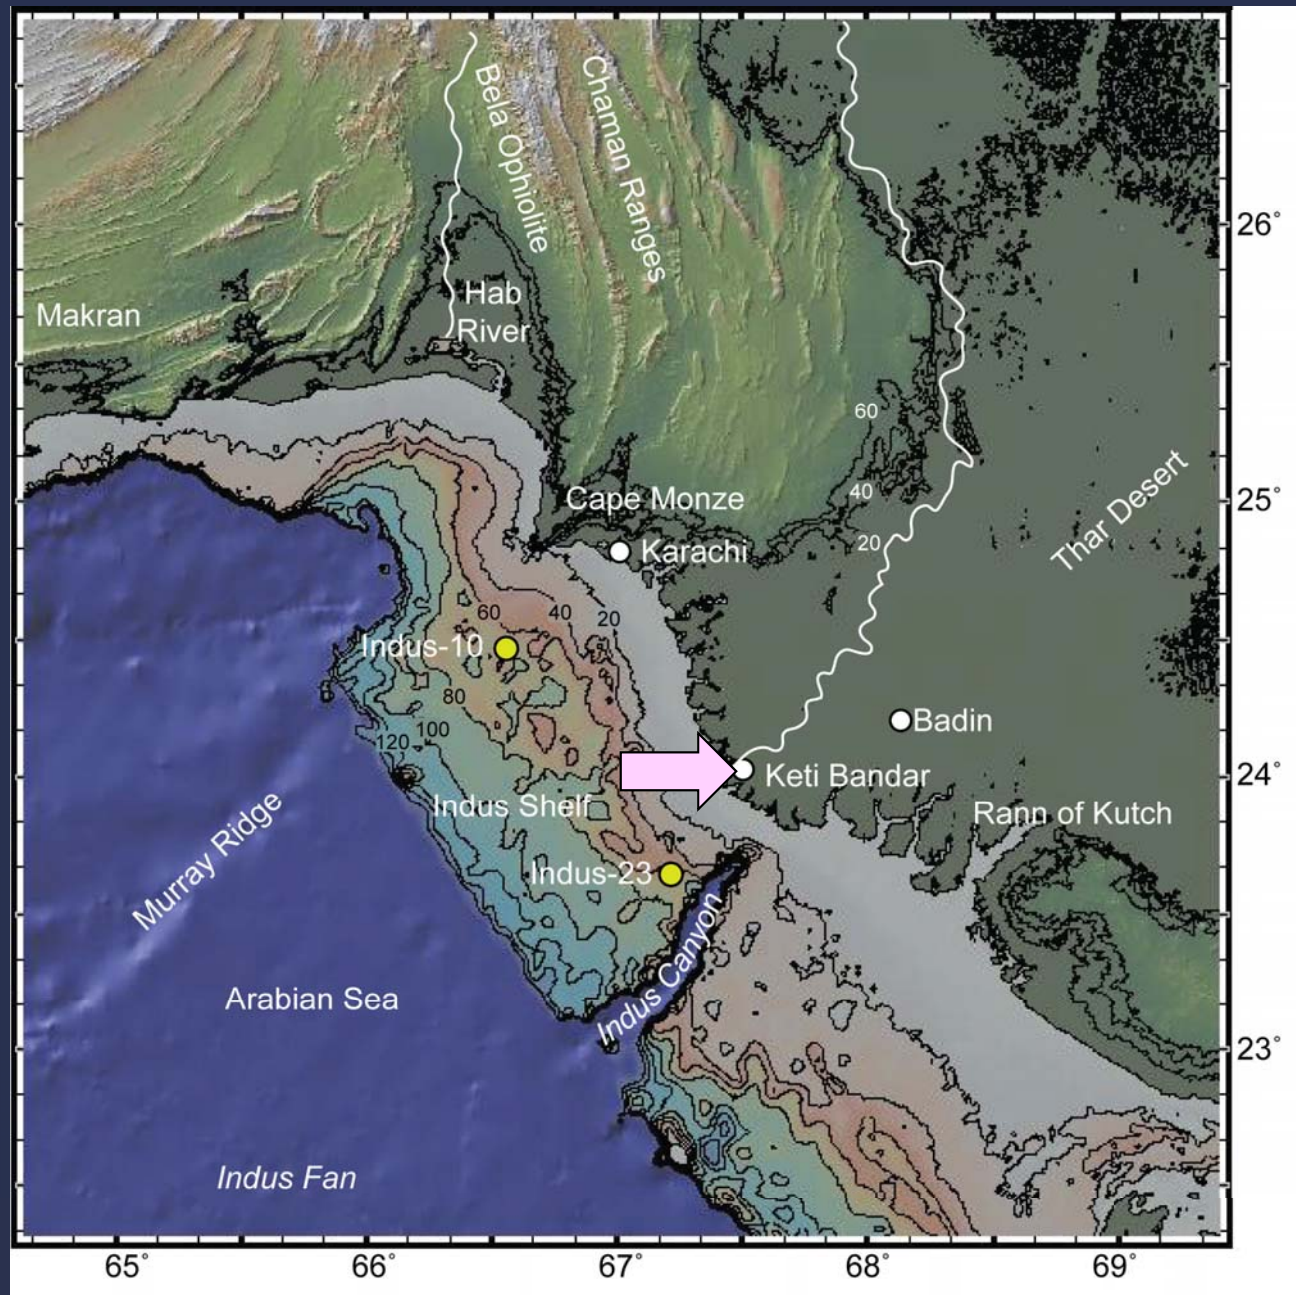 Bela Ophiolite
Chaman Ranges
26°
Makran
Hab
River
60
40
20
Cape Monze
25°
Karachi
Thar Desert
60
40
20
Indus-10
80
100
120
Badin
Keti Bandar
24°
Indus Shelf
Rann of Kutch
Murray Ridge
Indus-23
Indus Canyon
Arabian Sea
23°
Indus Fan
65°
66°
67°
68°
69°